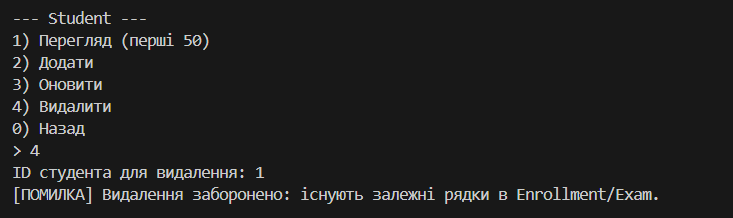 --- Student ---
1) Перегляд (перші 50)
2) Додати
3) Оновити
4) Видалити
0) Назад
> 4
ID студента для видалення: 1
[ПОМИЛКА] Видалення заборонено: існують залежні рядки в Enrollment/Exam.